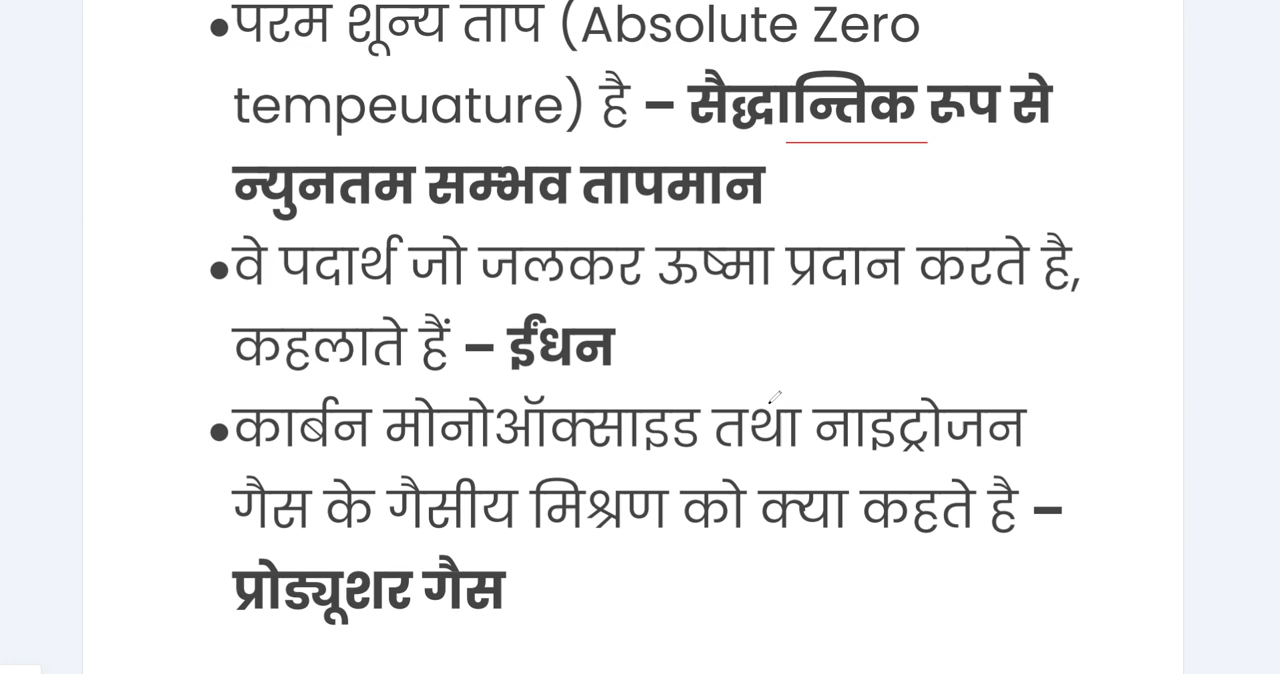 •परम शून्य ताप (Absolute Zero
tempeuature) है – सैद्धान्तिक रूप से
न्युनतम सम्भव तापमान
•वे पदार्थ जो जलकर ऊष्मा प्रदान करते है,
कहलाते हैं – ईंधन
•कार्बन मोनोऑक्साइड तथा नाइट्रोजन
गैस के गैसीय मिश्रण को क्या कहते है –
प्रोड्यूशर गैस